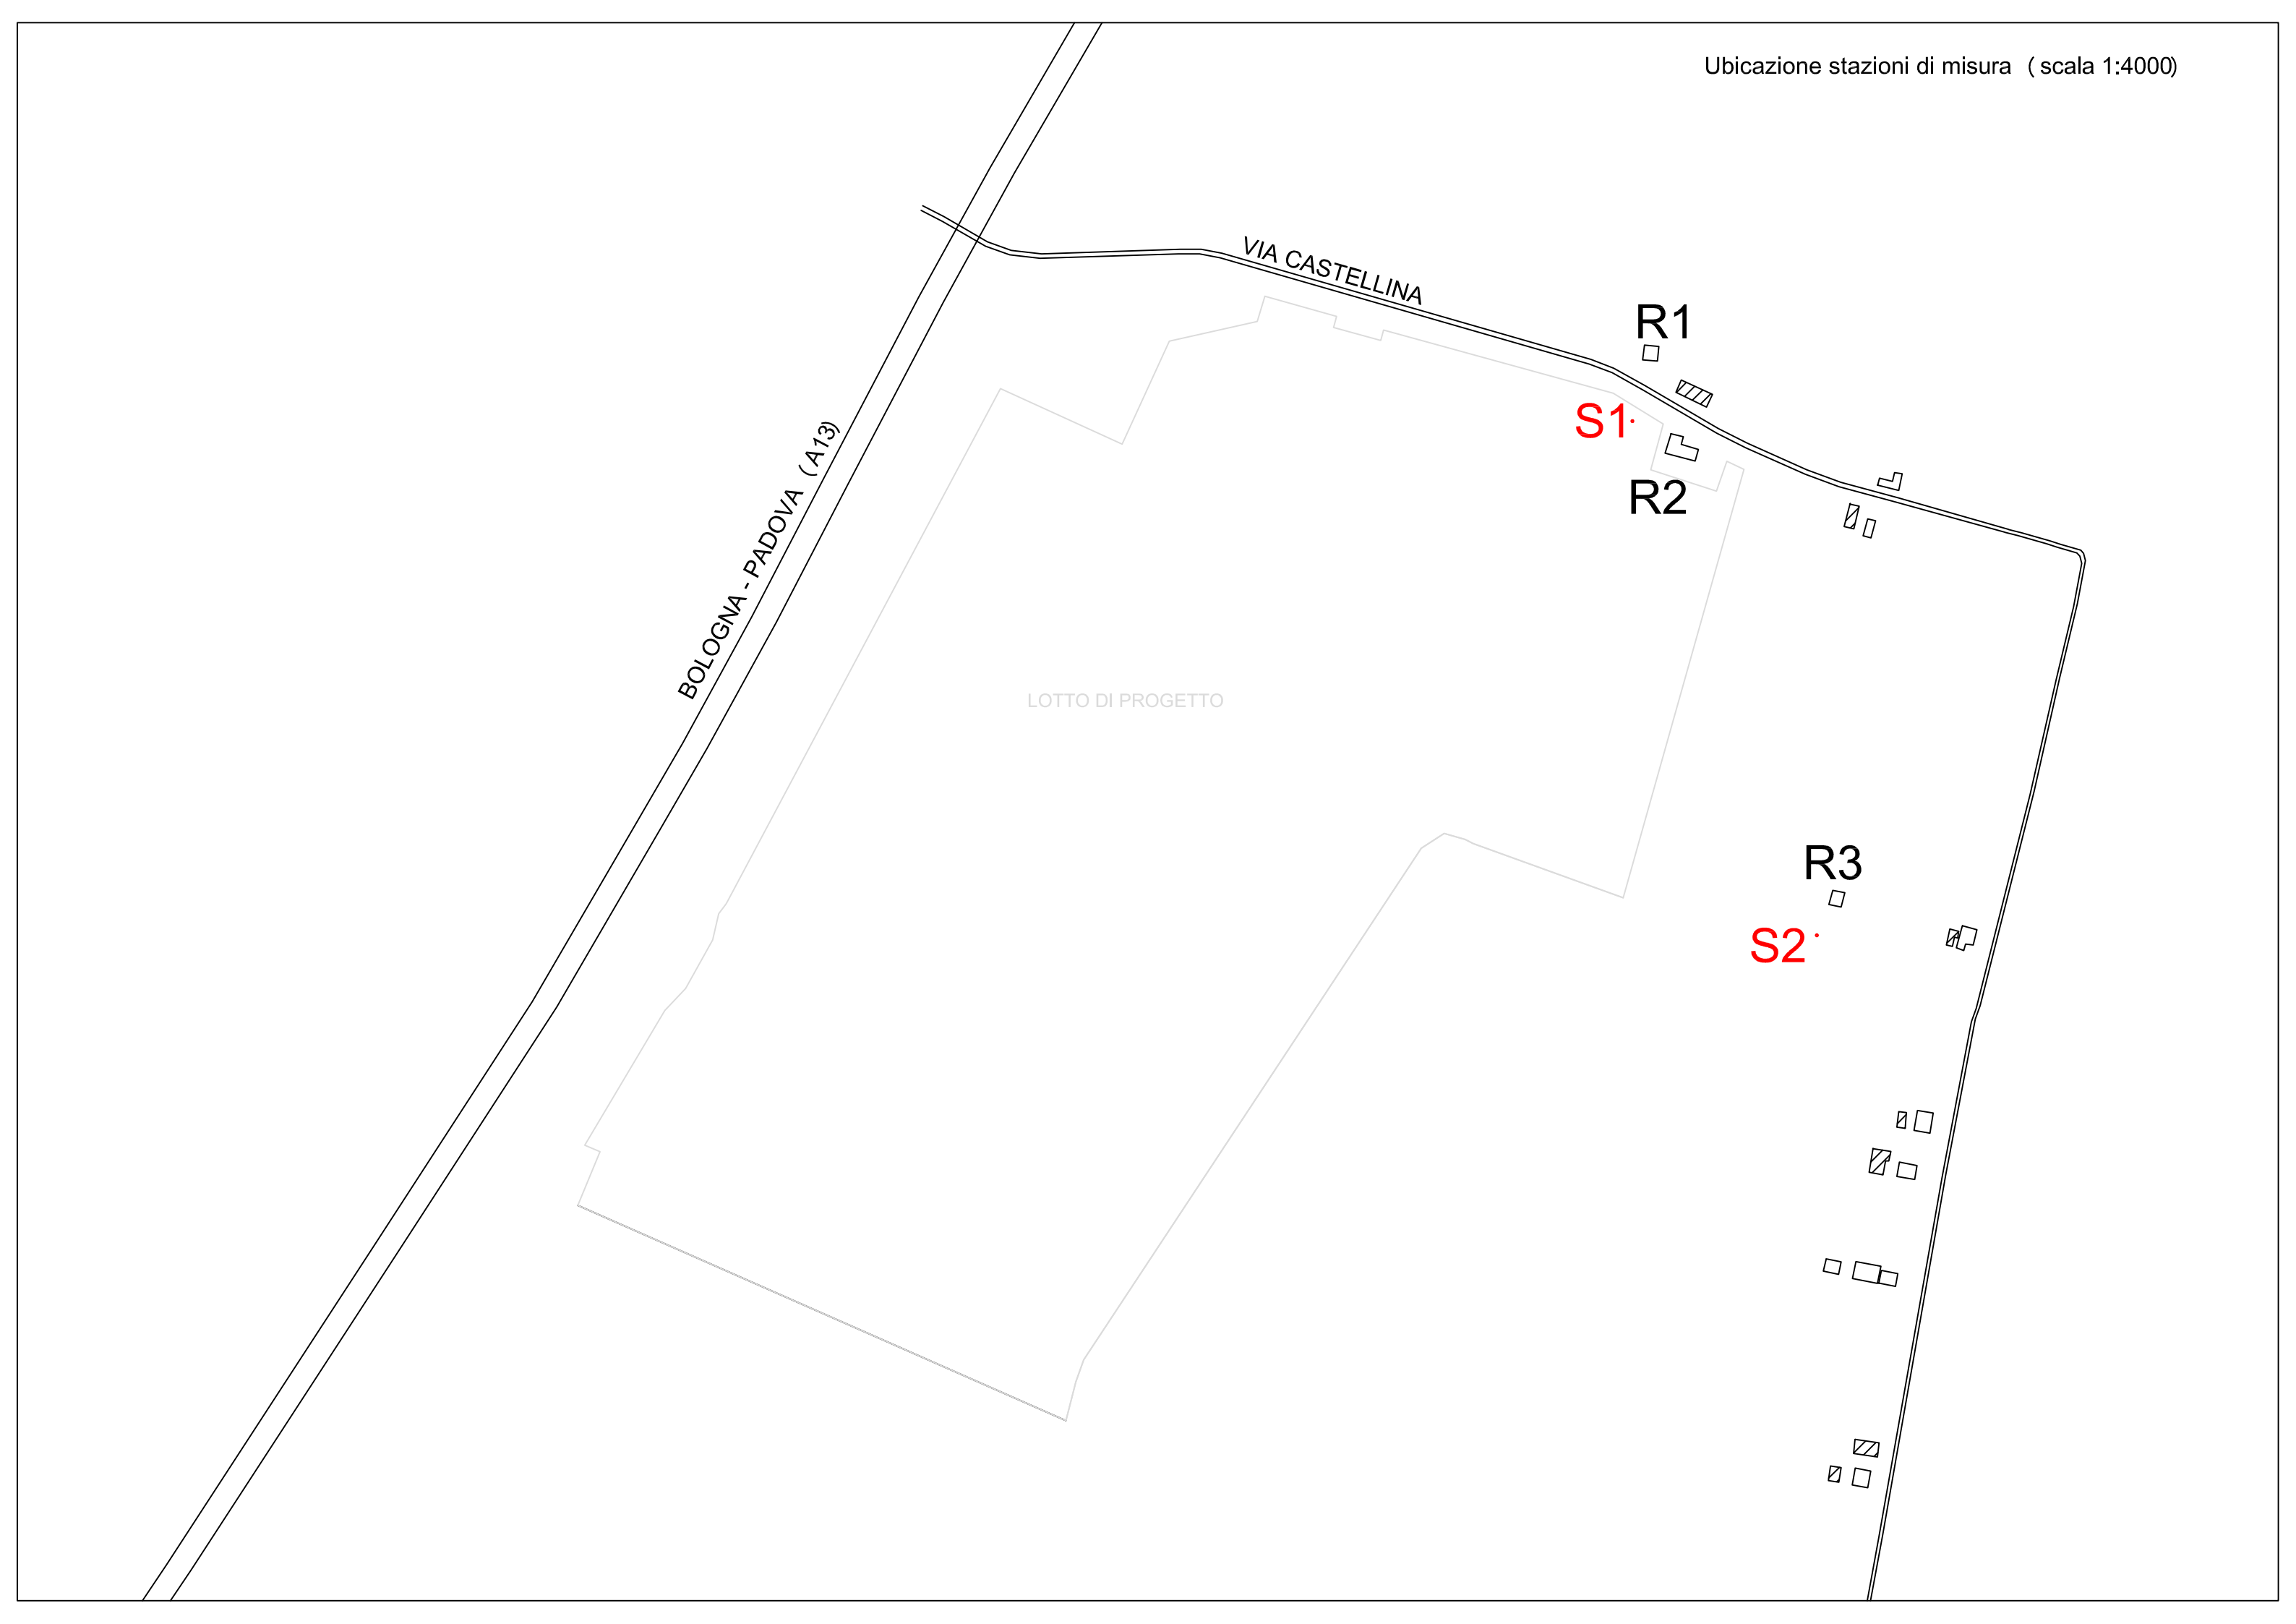 Ubicazione stazioni di misura ( scala 1:4000)
VIA CASTELLINA
R1
S1
R2
BOLOGNA - PADOVA ( A13)
LOTTO DI PROGETTO
R3
S2